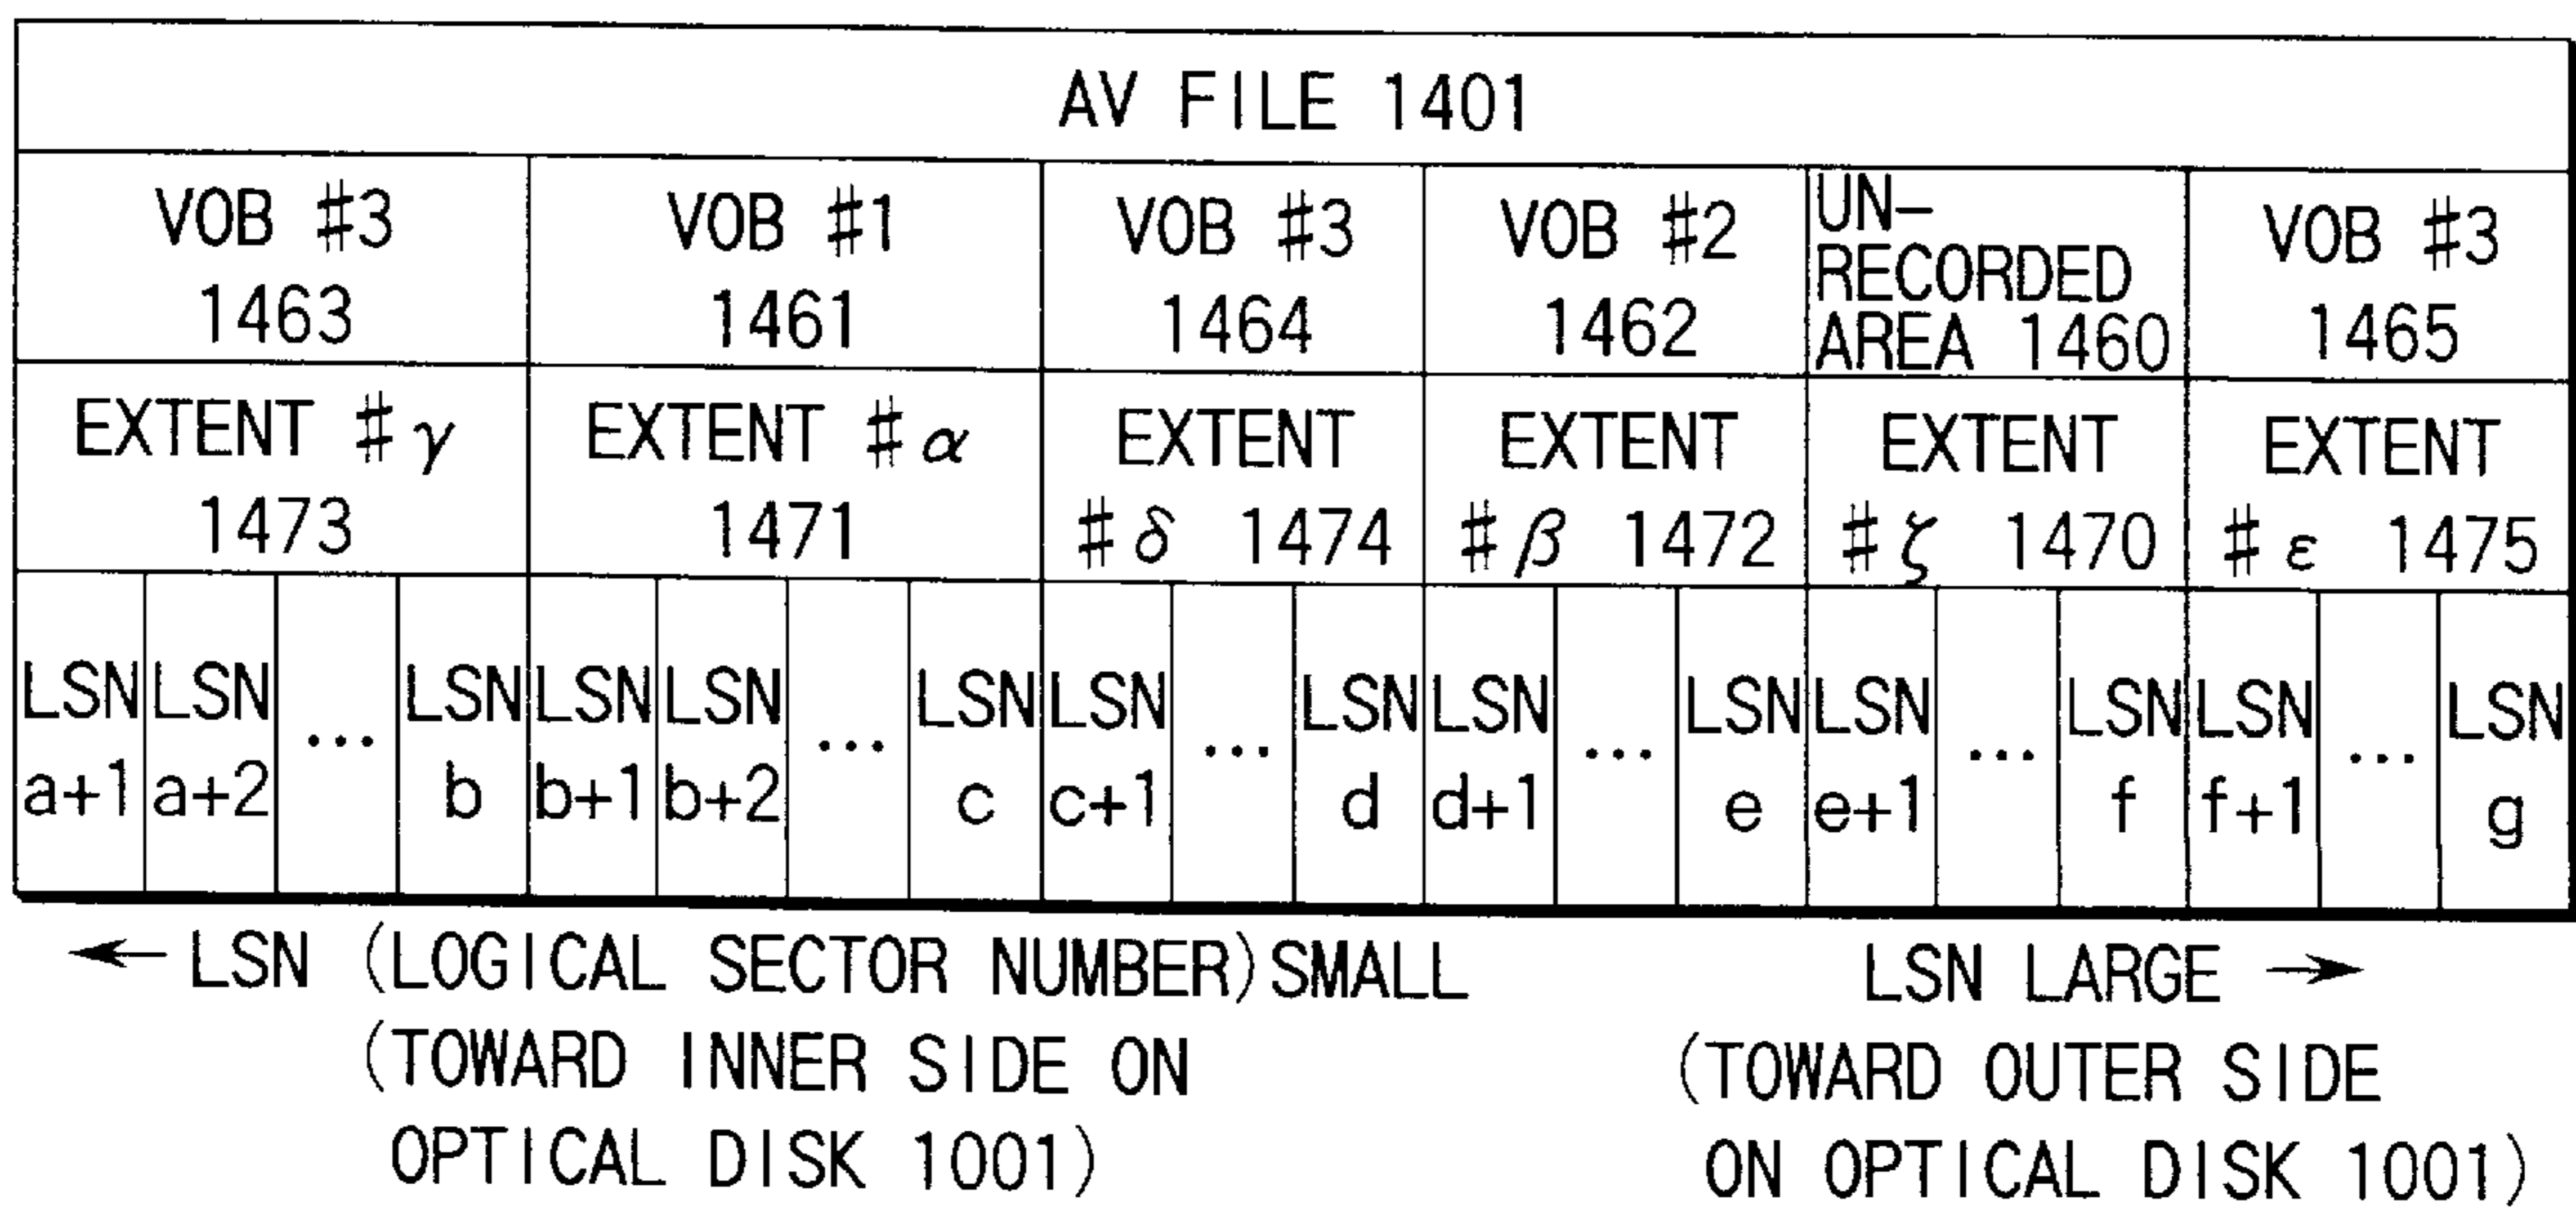 AV FILE 1401
VOB #3
1463
VOB #1
1461
VOB #3
1464
VOB #2
1462
UN-
RECORDED
AREA 1460
VOB #3
1465
EXTENT #γ
1473
EXTENT #α
1471
EXTENT
#δ 1474
EXTENT
#β 1472
EXTENT
#ζ 1470
EXTENT
#ε 1475
LSN
a+1
LSN
a+2
...
LSN
b
LSN
b+1
LSN
b+2
...
LSN
c
LSN
c+1
...
LSN
d
LSN
d+1
...
LSN
e
LSN
e+1
...
LSN
f
LSN
f+1
...
LSN
g
← LSN (LOGICAL SECTOR NUMBER)SMALL
(TOWARD INNER SIDE ON
OPTICAL DISK 1001)
LSN LARGE →
(TOWARD OUTER SIDE
ON OPTICAL DISK 1001)